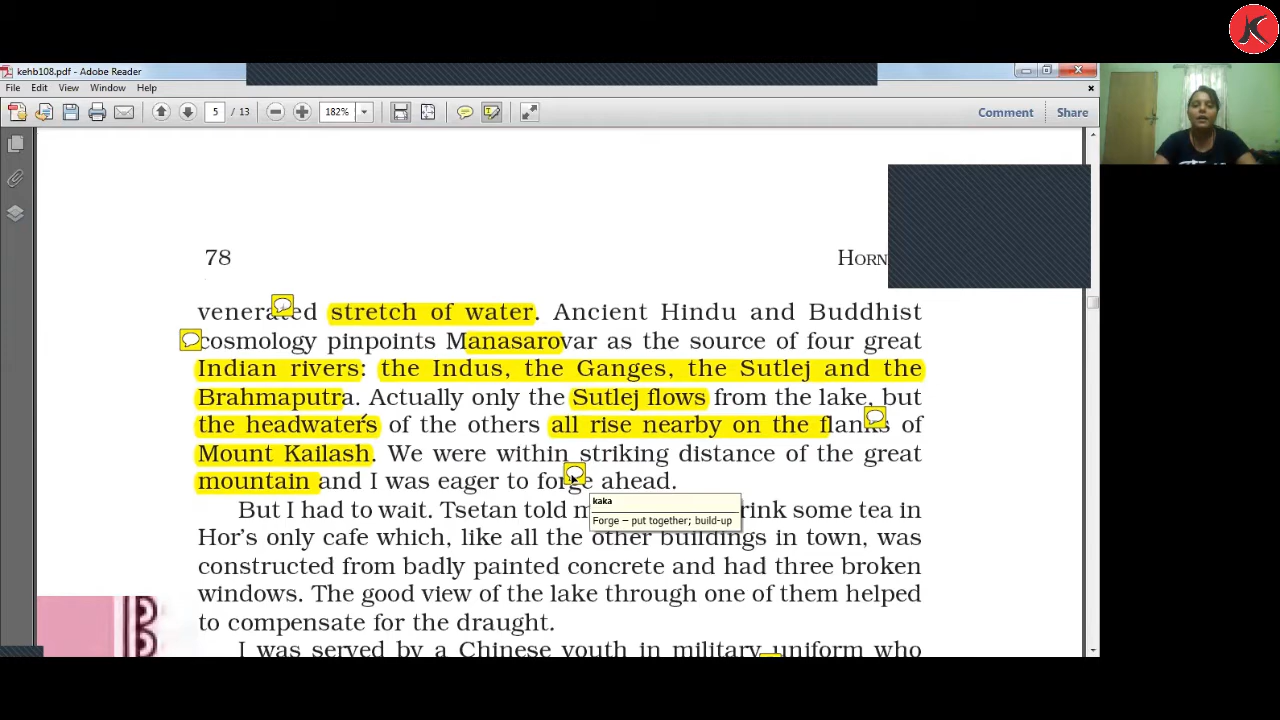 K
kehb108.pdf - Adobe Reader
File Edit View Window Help
5 / 13 182% Comment Share
78 HORN
venerated stretch of water. Ancient Hindu and Buddhist
cosmology pinpoints Manasarovar as the source of four great
Indian rivers: the Indus, the Ganges, the Sutlej and the
Brahmaputra. Actually only the Sutlej flows from the lake, but
the headwaters of the others all rise nearby on the flanks of
Mount Kailash. We were within striking distance of the great
mountain and I was eager to forge ahead.
kaka
Forge – put together; build-up
But I had to wait. Tsetan told m rink some tea in
Hor's only cafe which, like all the other buildings in town, was
constructed from badly painted concrete and had three broken
windows. The good view of the lake through one of them helped
to compensate for the draught.
I was served by a Chinese youth in military uniform who